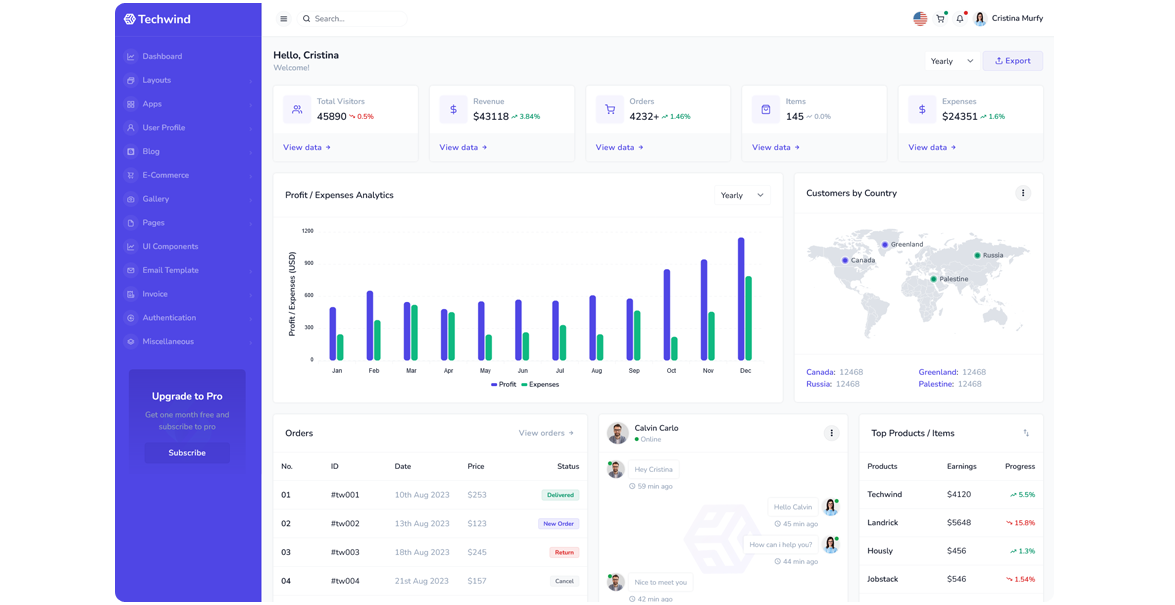 Techwind
Search...
Cristina Murfy
Dashboard
Layouts
Apps
User Profile
Blog
E-Commerce
Gallery
Pages
UI Components
Email Template
Invoice
Authentication
Miscellaneous
Upgrade to Pro
Get one month free and
subscribe to pro
Subscribe
Hello, Cristina
Welcome!
Yearly
Export
Total Visitors
45890 0.5%
View data
Revenue
$43118 3.84%
View data
Orders
4232+ 1.46%
View data
Items
145 0.0%
View data
Expenses
$24351 1.6%
View data
Profit / Expenses Analytics
Yearly
Profit / Expenses (USD)
1200
900
600
300
0
Jan Feb Mar Apr May Jun Jul Aug Sep Oct Nov Dec
Profit Expenses
Customers by Country
Greenland
Canada
Russia
Palestine
Canada: 12468 Greenland: 12468
Russia: 12468 Palestine: 12468
Orders View orders
No. ID Date Price Status
01 #tw001 10th Aug 2023 $253 Delivered
02 #tw002 13th Aug 2023 $123 New Order
03 #tw003 18th Aug 2023 $245 Return
04 #tw004 21st Aug 2023 $157 Cancel
Calvin Carlo
Online
Hey Cristina
59 min ago
Hello Calvin
45 min ago
How can i help you?
44 min ago
Nice to meet you
42 min ago
Top Products / Items
Products Earnings Progress
Techwind $4120 5.5%
Landrick $5648 15.8%
Hously $456 1.3%
Jobstack $546 1.54%